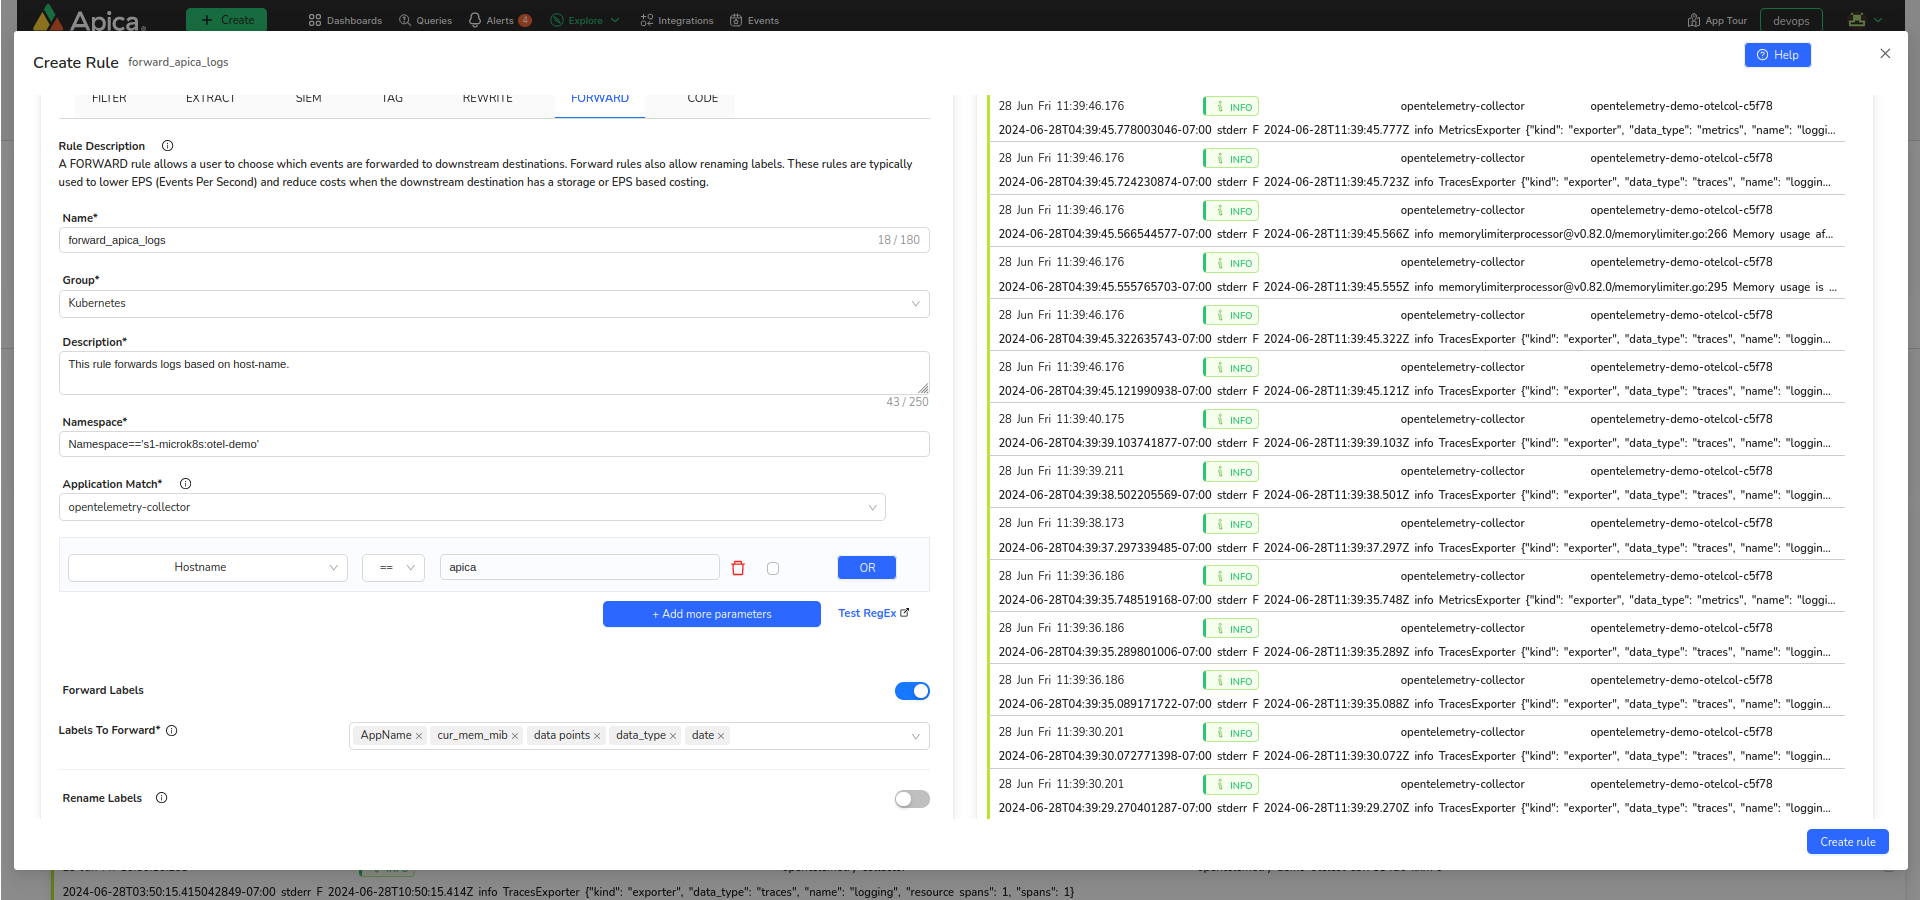 Apica
+ Create
Dashboards
Queries
Alerts 4
Explore
Integrations
Events
App Tour
devops
Create Rule forward_apica_logs
Help
FILTER EXTRACT SIEM TAG REWRITE FORWARD CODE
Rule Description
A FORWARD rule allows a user to choose which events are forwarded to downstream destinations. Forward rules also allow renaming labels. These rules are typically
used to lower EPS (Events Per Second) and reduce costs when the downstream destination has a storage or EPS based costing.
Name*
forward_apica_logs 18 / 180
Group*
Kubernetes
Description*
This rule forwards logs based on host-name.
43 / 250
Namespace*
Namespace=='s1-microk8s:otel-demo'
Application Match*
opentelemetry-collector
Hostname == apica OR
+ Add more parameters Test RegEx
Forward Labels
Labels To Forward* AppName × cur_mem_mib × data points × data_type × date ×
Rename Labels
28 Jun Fri 11:39:46.176 INFO opentelemetry-collector opentelemetry-demo-otelcol-c5f78
2024-06-28T04:39:45.778003046-07:00 stderr F 2024-06-28T11:39:45.777Z info MetricsExporter {"kind": "exporter", "data_type": "metrics", "name": "loggi...
28 Jun Fri 11:39:46.176 INFO opentelemetry-collector opentelemetry-demo-otelcol-c5f78
2024-06-28T04:39:45.724230874-07:00 stderr F 2024-06-28T11:39:45.723Z info TracesExporter {"kind": "exporter", "data_type": "traces", "name": "loggin...
28 Jun Fri 11:39:46.176 INFO opentelemetry-collector opentelemetry-demo-otelcol-c5f78
2024-06-28T04:39:45.566544577-07:00 stderr F 2024-06-28T11:39:45.566Z info memorylimiterprocessor@v0.82.0/memorylimiter.go:266 Memory usage af...
28 Jun Fri 11:39:46.176 INFO opentelemetry-collector opentelemetry-demo-otelcol-c5f78
2024-06-28T04:39:45.555765703-07:00 stderr F 2024-06-28T11:39:45.555Z info memorylimiterprocessor@v0.82.0/memorylimiter.go:295 Memory usage is ...
28 Jun Fri 11:39:46.176 INFO opentelemetry-collector opentelemetry-demo-otelcol-c5f78
2024-06-28T04:39:45.322635743-07:00 stderr F 2024-06-28T11:39:45.322Z info TracesExporter {"kind": "exporter", "data_type": "traces", "name": "loggin...
28 Jun Fri 11:39:46.176 INFO opentelemetry-collector opentelemetry-demo-otelcol-c5f78
2024-06-28T04:39:45.121990938-07:00 stderr F 2024-06-28T11:39:45.121Z info TracesExporter {"kind": "exporter", "data_type": "traces", "name": "loggin...
28 Jun Fri 11:39:40.175 INFO opentelemetry-collector opentelemetry-demo-otelcol-c5f78
2024-06-28T04:39:39.103741877-07:00 stderr F 2024-06-28T11:39:39.103Z info TracesExporter {"kind": "exporter", "data_type": "traces", "name": "loggin...
28 Jun Fri 11:39:39.211 INFO opentelemetry-collector opentelemetry-demo-otelcol-c5f78
2024-06-28T04:39:38.502205569-07:00 stderr F 2024-06-28T11:39:38.501Z info TracesExporter {"kind": "exporter", "data_type": "traces", "name": "loggin...
28 Jun Fri 11:39:38.173 INFO opentelemetry-collector opentelemetry-demo-otelcol-c5f78
2024-06-28T04:39:37.297339485-07:00 stderr F 2024-06-28T11:39:37.297Z info TracesExporter {"kind": "exporter", "data_type": "traces", "name": "loggin...
28 Jun Fri 11:39:36.186 INFO opentelemetry-collector opentelemetry-demo-otelcol-c5f78
2024-06-28T04:39:35.748519168-07:00 stderr F 2024-06-28T11:39:35.748Z info MetricsExporter {"kind": "exporter", "data_type": "metrics", "name": "loggi...
28 Jun Fri 11:39:36.186 INFO opentelemetry-collector opentelemetry-demo-otelcol-c5f78
2024-06-28T04:39:35.289801006-07:00 stderr F 2024-06-28T11:39:35.289Z info TracesExporter {"kind": "exporter", "data_type": "traces", "name": "loggin...
28 Jun Fri 11:39:36.186 INFO opentelemetry-collector opentelemetry-demo-otelcol-c5f78
2024-06-28T04:39:35.089171722-07:00 stderr F 2024-06-28T11:39:35.088Z info TracesExporter {"kind": "exporter", "data_type": "traces", "name": "loggin...
28 Jun Fri 11:39:30.201 INFO opentelemetry-collector opentelemetry-demo-otelcol-c5f78
2024-06-28T04:39:30.072771398-07:00 stderr F 2024-06-28T11:39:30.072Z info TracesExporter {"kind": "exporter", "data_type": "traces", "name": "loggin...
28 Jun Fri 11:39:30.201 INFO opentelemetry-collector opentelemetry-demo-otelcol-c5f78
2024-06-28T04:39:29.270401287-07:00 stderr F 2024-06-28T11:39:29.270Z info TracesExporter {"kind": "exporter", "data_type": "traces", "name": "loggin...
Create rule
2024-06-28T03:50:15.415042849-07:00 stderr F 2024-06-28T10:50:15.414Z info TracesExporter {"kind": "exporter", "data_type": "traces", "name": "logging", "resource spans": 1, "spans": 1}